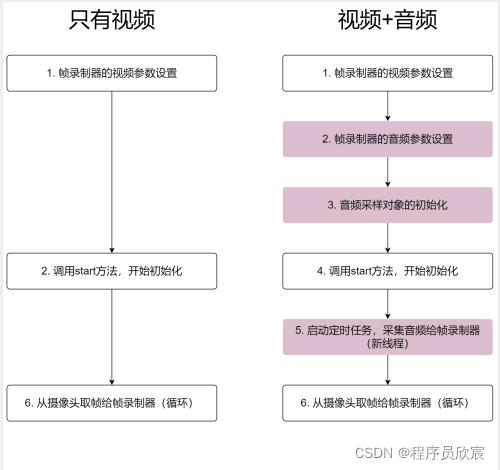 只有视频
1. 帧录制器的视频参数设置
2. 调用start方法，开始初始化
6. 从摄像头取帧给帧录制器（循环）
视频+音频
1. 帧录制器的视频参数设置
2. 帧录制器的音频参数设置
3. 音频采样对象的初始化
4. 调用start方法，开始初始化
5. 启动定时任务，采集音频给帧录制器
（新线程）
6. 从摄像头取帧给帧录制器（循环）
CSDN @程序员欣宸